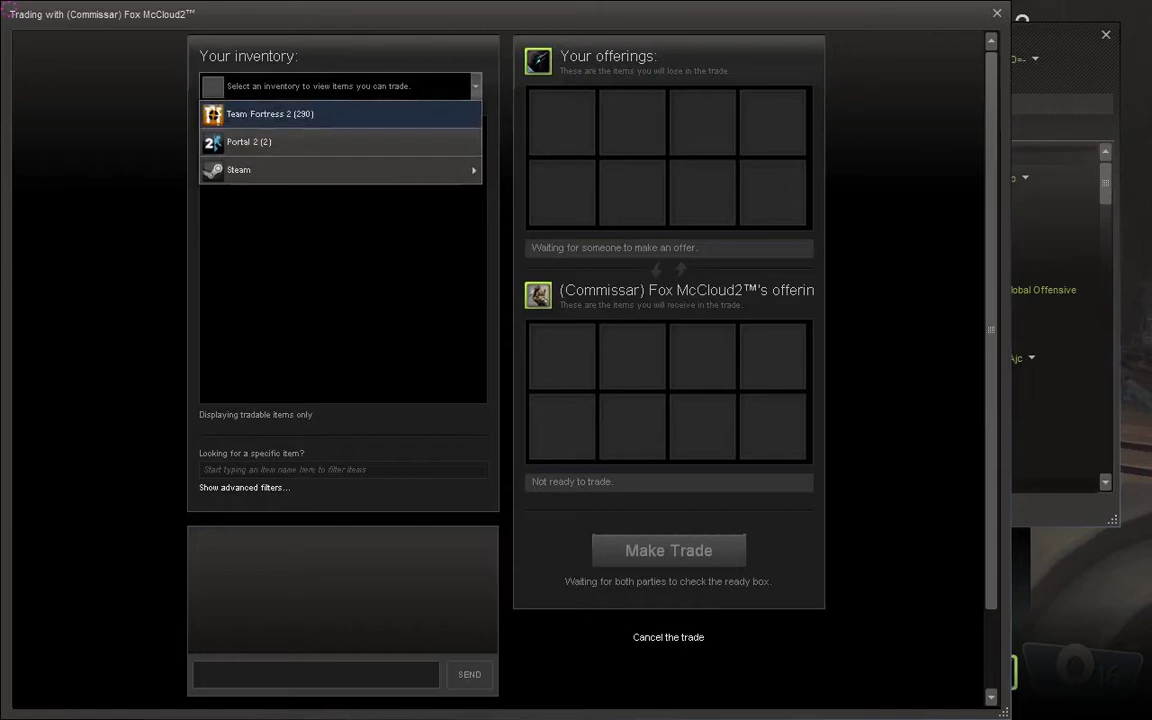 Trading with (Commissar) Fox McCloud2™
Your inventory:
Select an inventory to view items you can trade.
Team Fortress 2 (290)
Portal 2 (2)
Steam
Displaying tradable items only
Looking for a specific item?
Start typing an item name here to filter items
Show advanced filters...
SEND
Your offerings:
These are the items you will lose in the trade.
Waiting for someone to make an offer.
(Commissar) Fox McCloud2™'s offerin
These are the items you will receive in the trade.
Not ready to trade.
Make Trade
Waiting for both parties to check the ready box.
Cancel the trade
lobal Offensive
Ajc